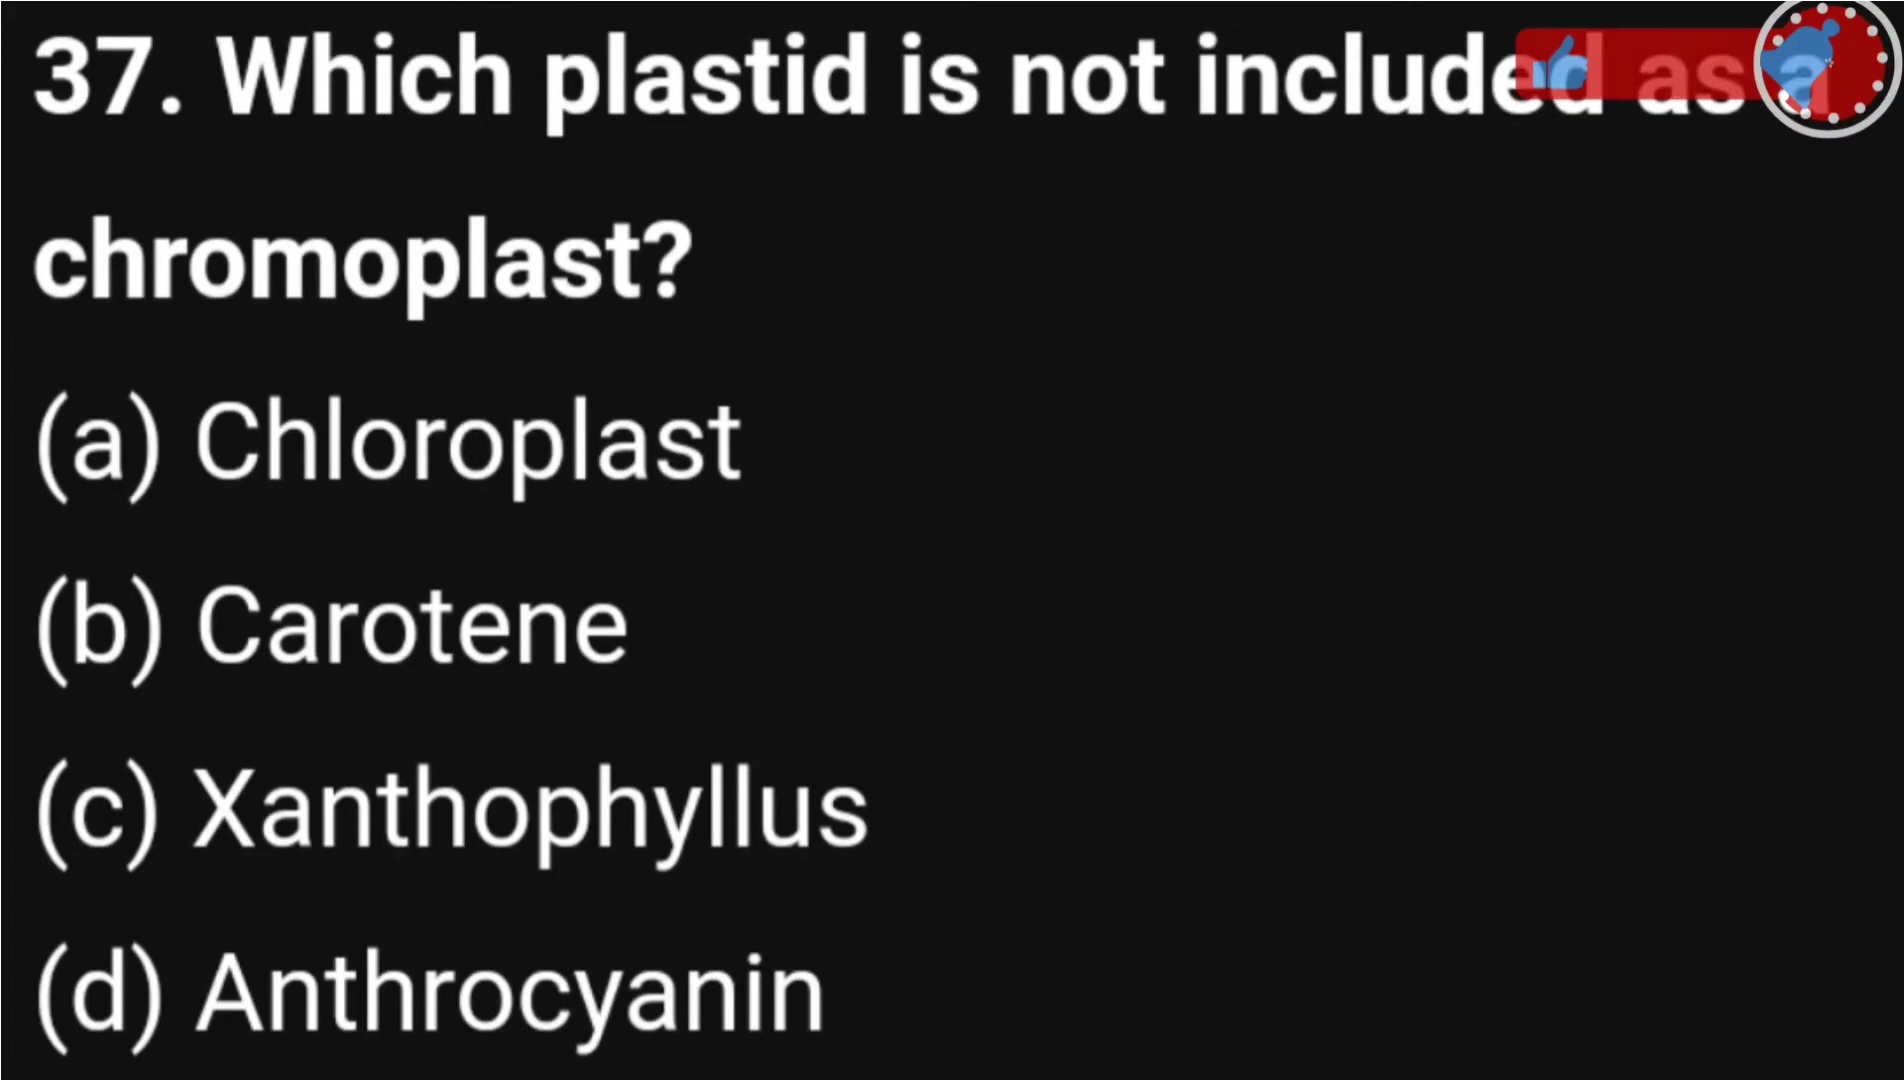 37. Which plastid is not included as a
chromoplast?
(a) Chloroplast
(b) Carotene
(c) Xanthophyllus
(d) Anthrocyanin